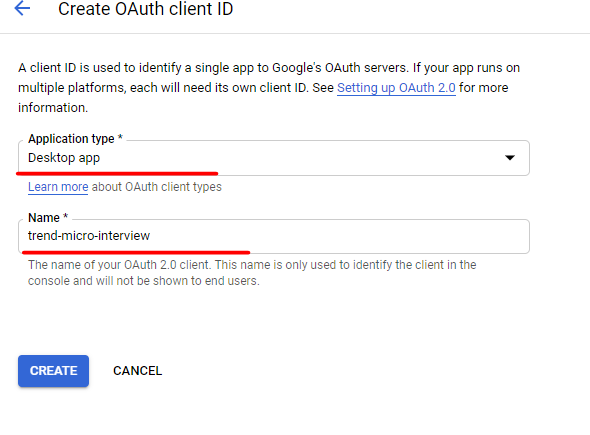 Create OAuth client ID
A client ID is used to identify a single app to Google's OAuth servers. If your app runs on
multiple platforms, each will need its own client ID. See Setting up OAuth 2.0 for more
information.
Application type *
Desktop app
Learn more about OAuth client types
Name *
trend-micro-interview
The name of your OAuth 2.0 client. This name is only used to identify the client in the
console and will not be shown to end users.
CREATE CANCEL